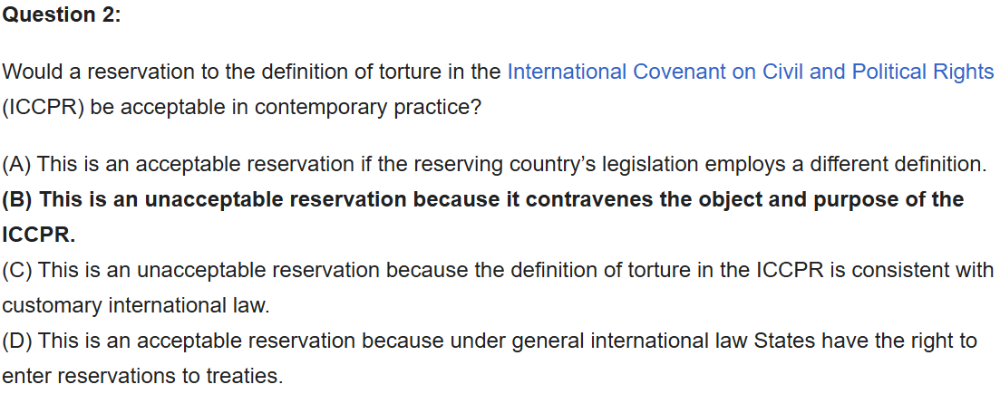 Question 2:
Would a reservation to the definition of torture in the International Covenant on Civil and Political Rights
(ICCPR) be acceptable in contemporary practice?
(A) This is an acceptable reservation if the reserving country’s legislation employs a different definition.
(B) This is an unacceptable reservation because it contravenes the object and purpose of the
ICCPR.
(C) This is an unacceptable reservation because the definition of torture in the ICCPR is consistent with
customary international law.
(D) This is an acceptable reservation because under general international law States have the right to
enter reservations to treaties.